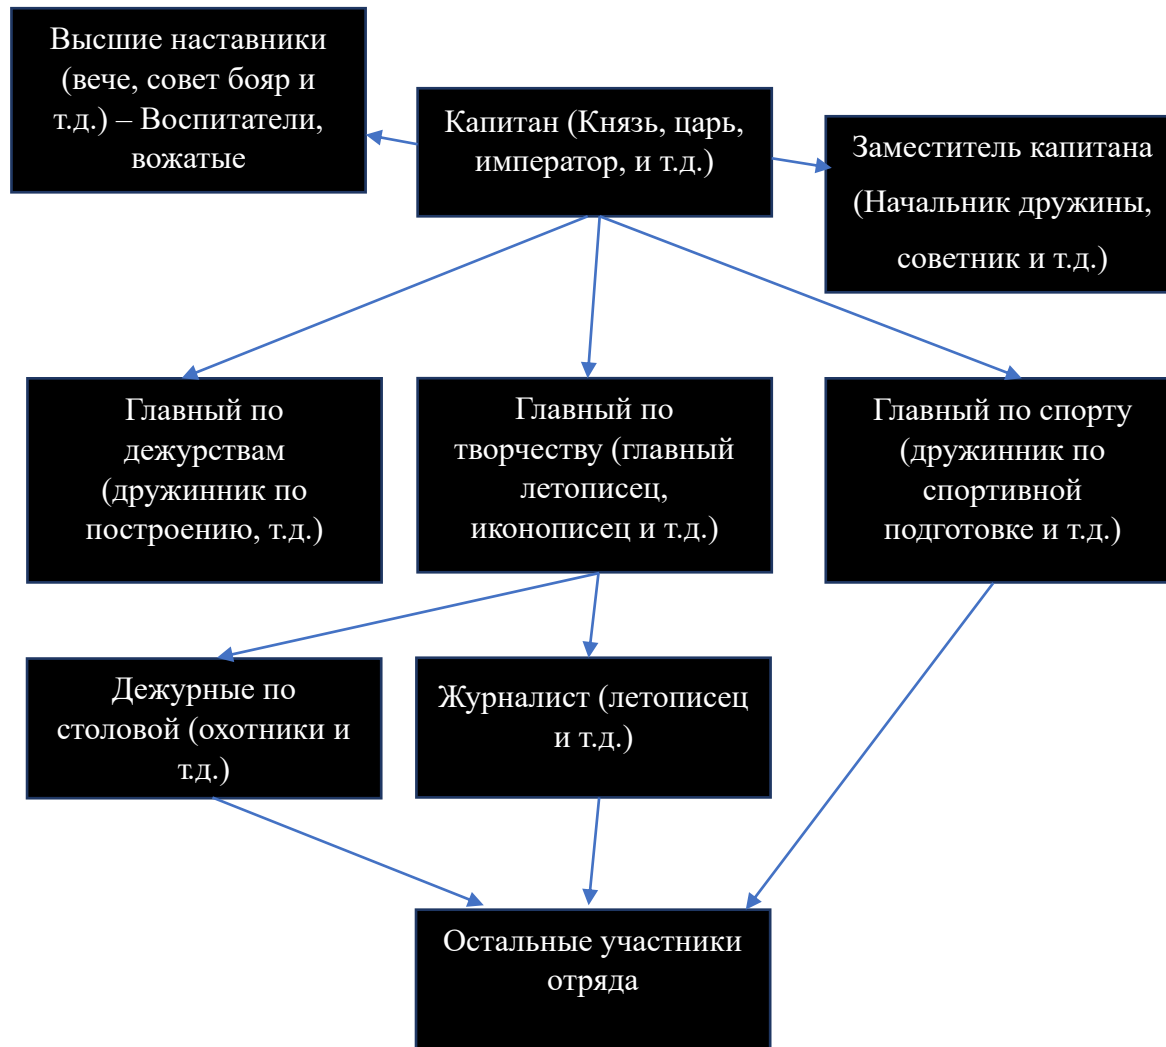 Высшие наставники
(вече, совет бояр и
т.д.) – Воспитатели,
вожатые
Капитан (Князь, царь,
император, и т.д.)
Заместитель капитана
(Начальник дружины,
советник и т.д.)
Главный по
дежурствам
(дружинник по
построению, т.д.)
Главный по
творчеству (главный
летописец,
иконописец и т.д.)
Главный по спорту
(дружинник по
спортивной
подготовке и т.д.)
Дежурные по
столовой (охотники и
т.д.)
Журналист (летописец
и т.д.)
Остальные участники
отряда